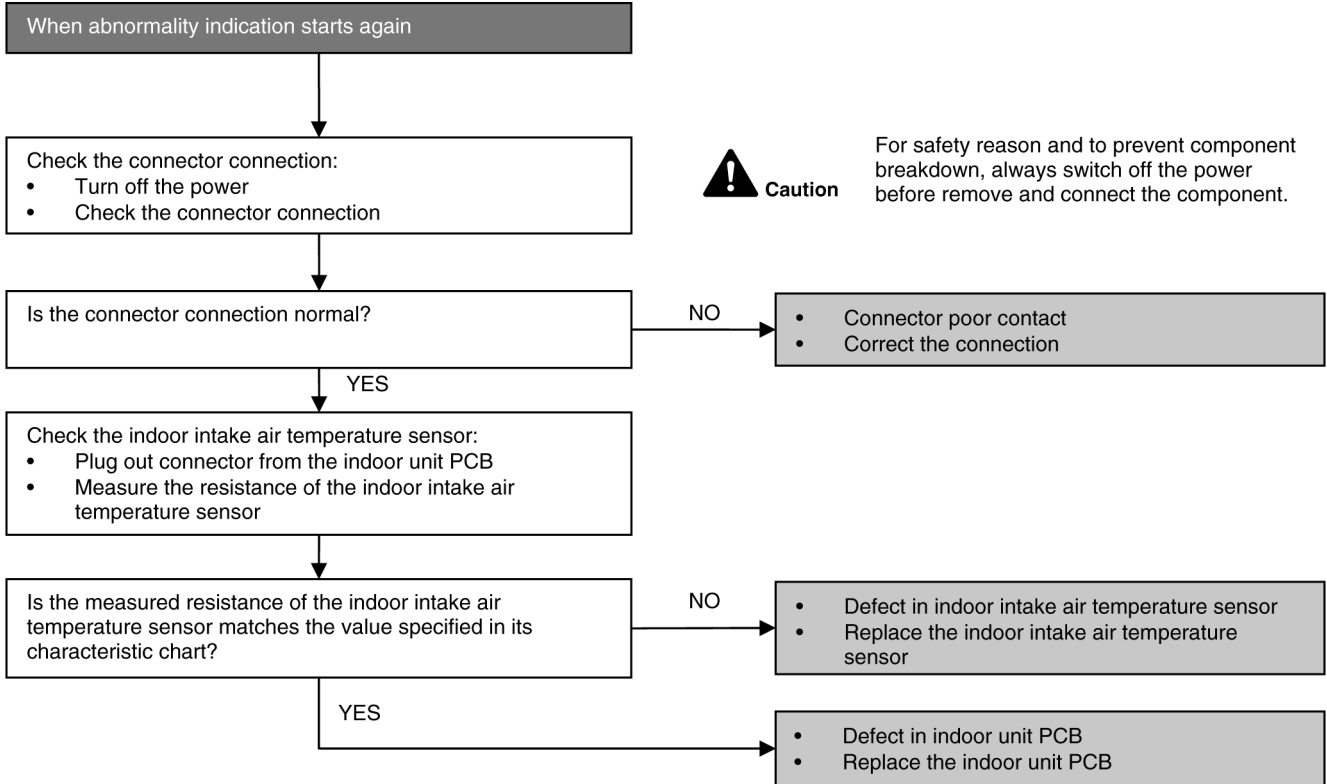 When abnormality indication starts again
Check the connector connection:
• Turn off the power
• Check the connector connection
Caution
For safety reason and to prevent component
breakdown, always switch off the power
before remove and connect the component.
Is the connector connection normal?
NO
• Connector poor contact
• Correct the connection
YES
Check the indoor intake air temperature sensor:
• Plug out connector from the indoor unit PCB
• Measure the resistance of the indoor intake air
temperature sensor
Is the measured resistance of the indoor intake air
temperature sensor matches the value specified in its
characteristic chart?
NO
• Defect in indoor intake air temperature sensor
• Replace the indoor intake air temperature
sensor
YES
• Defect in indoor unit PCB
• Replace the indoor unit PCB